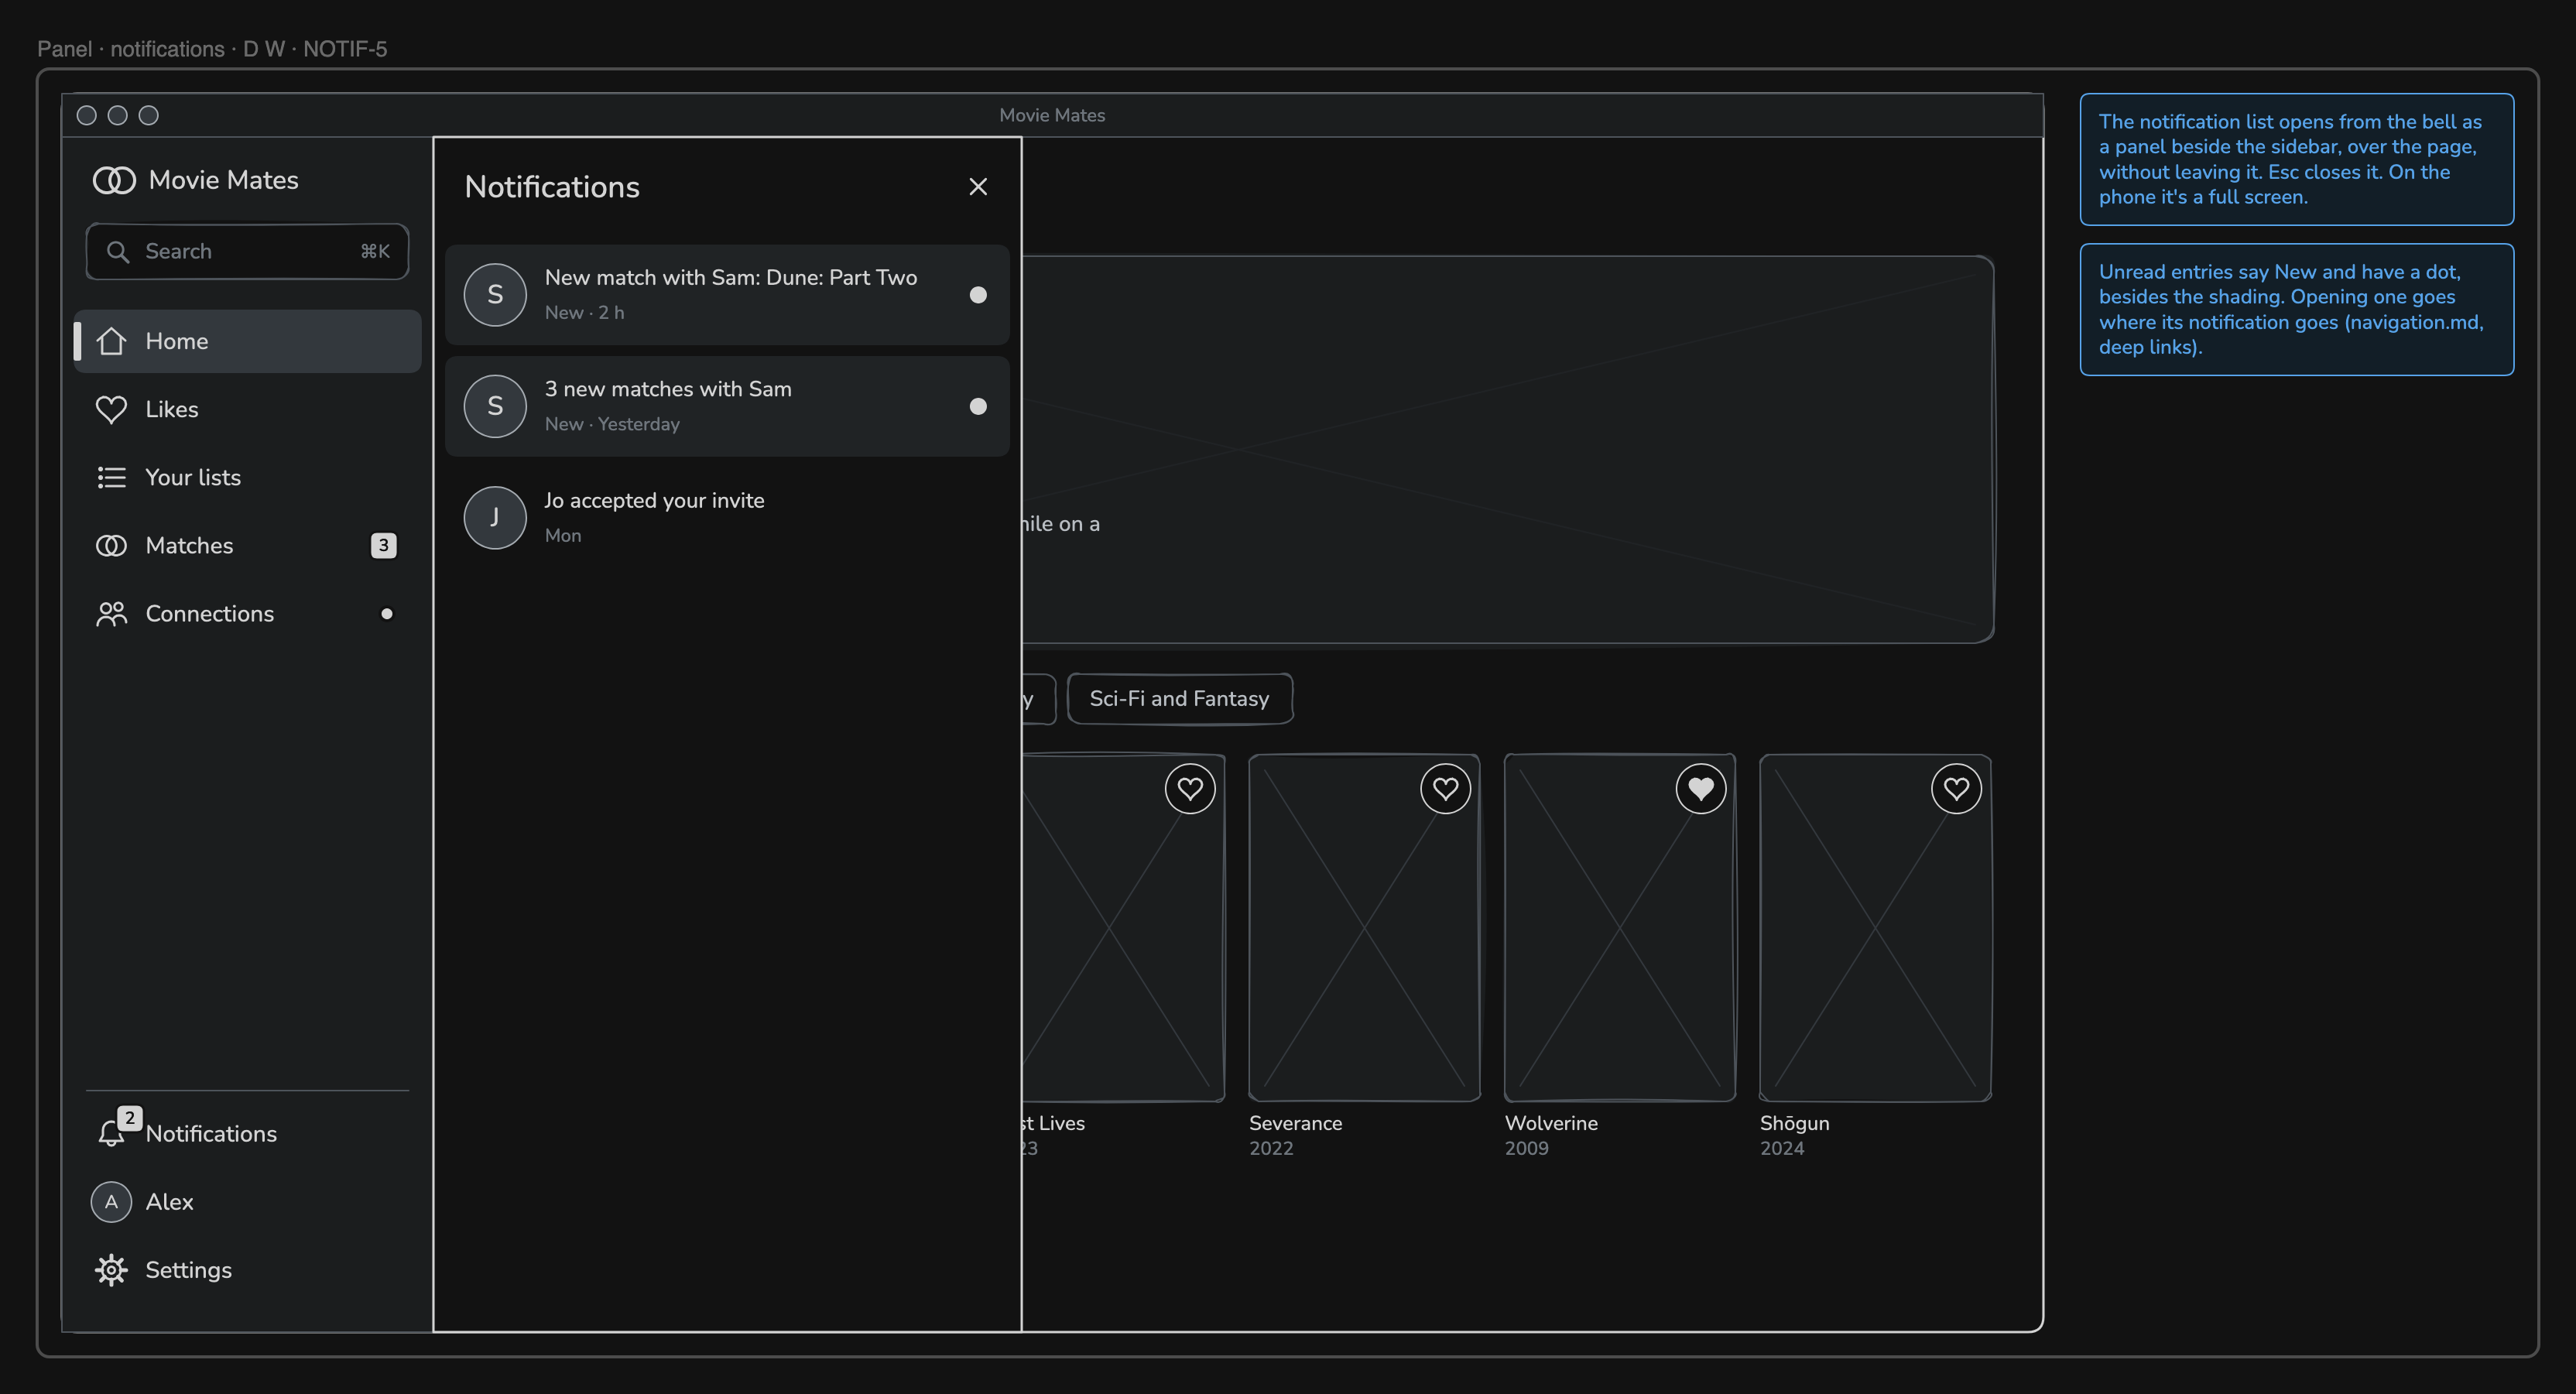 Panel · notifications · D W · NOTIF-5
Movie Mates
Movie Mates
Search ⌘K
Home
Likes
Your lists
Matches 3
Connections
2
Notifications
A Alex
Settings
Notifications
S
New match with Sam: Dune: Part Two
New · 2 h
S
3 new matches with Sam
New · Yesterday
J
Jo accepted your invite
Mon
on a
Sci-Fi and Fantasy
Lives
Severance
2022
Wolverine
2009
Shōgun
2024
The notification list opens from the bell as
a panel beside the sidebar, over the page,
without leaving it. Esc closes it. On the
phone it's a full screen.
Unread entries say New and have a dot,
besides the shading. Opening one goes
where its notification goes (navigation.md,
deep links).